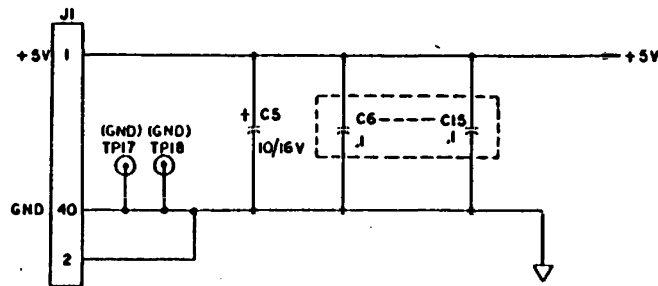 J1
+5V 1 +5V
+ C5 C6 C15
10/16V .1 .1
(GND) (GND)
TP17 TP18
GND 40
2